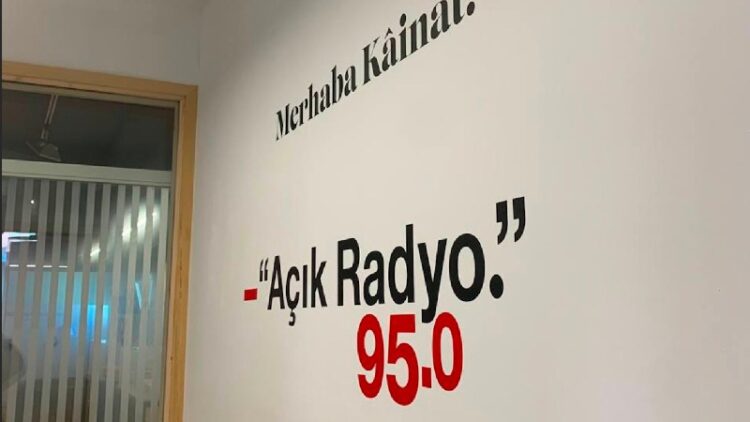 Merhaba Kâinat.
–“Açık Radyo.”
95.0